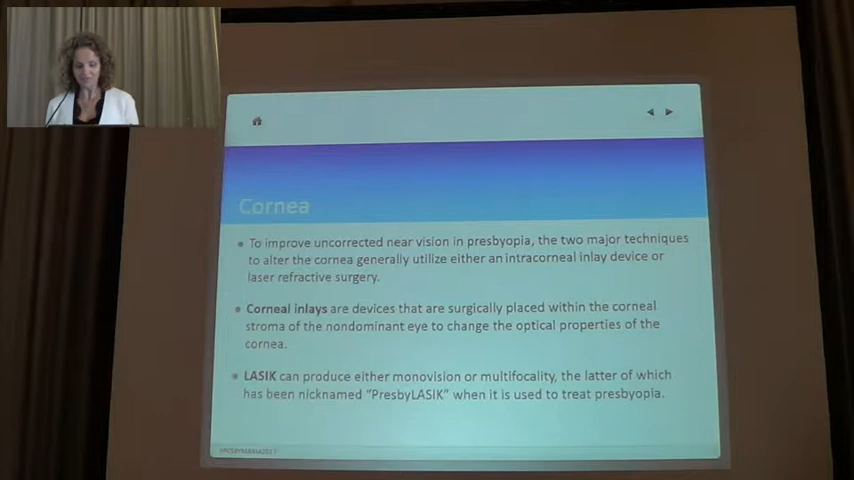 Cornea
• To improve uncorrected near vision in presbyopia, the two major techniques
to alter the cornea generally utilize either an intracorneal inlay device or
laser refractive surgery.
• Corneal inlays are devices that are surgically placed within the corneal
stroma of the nondominant eye to change the optical properties of the
cornea.
• LASIK can produce either monovision or multifocality, the latter of which
has been nicknamed "PresbyLASIK" when it is used to treat presbyopia.